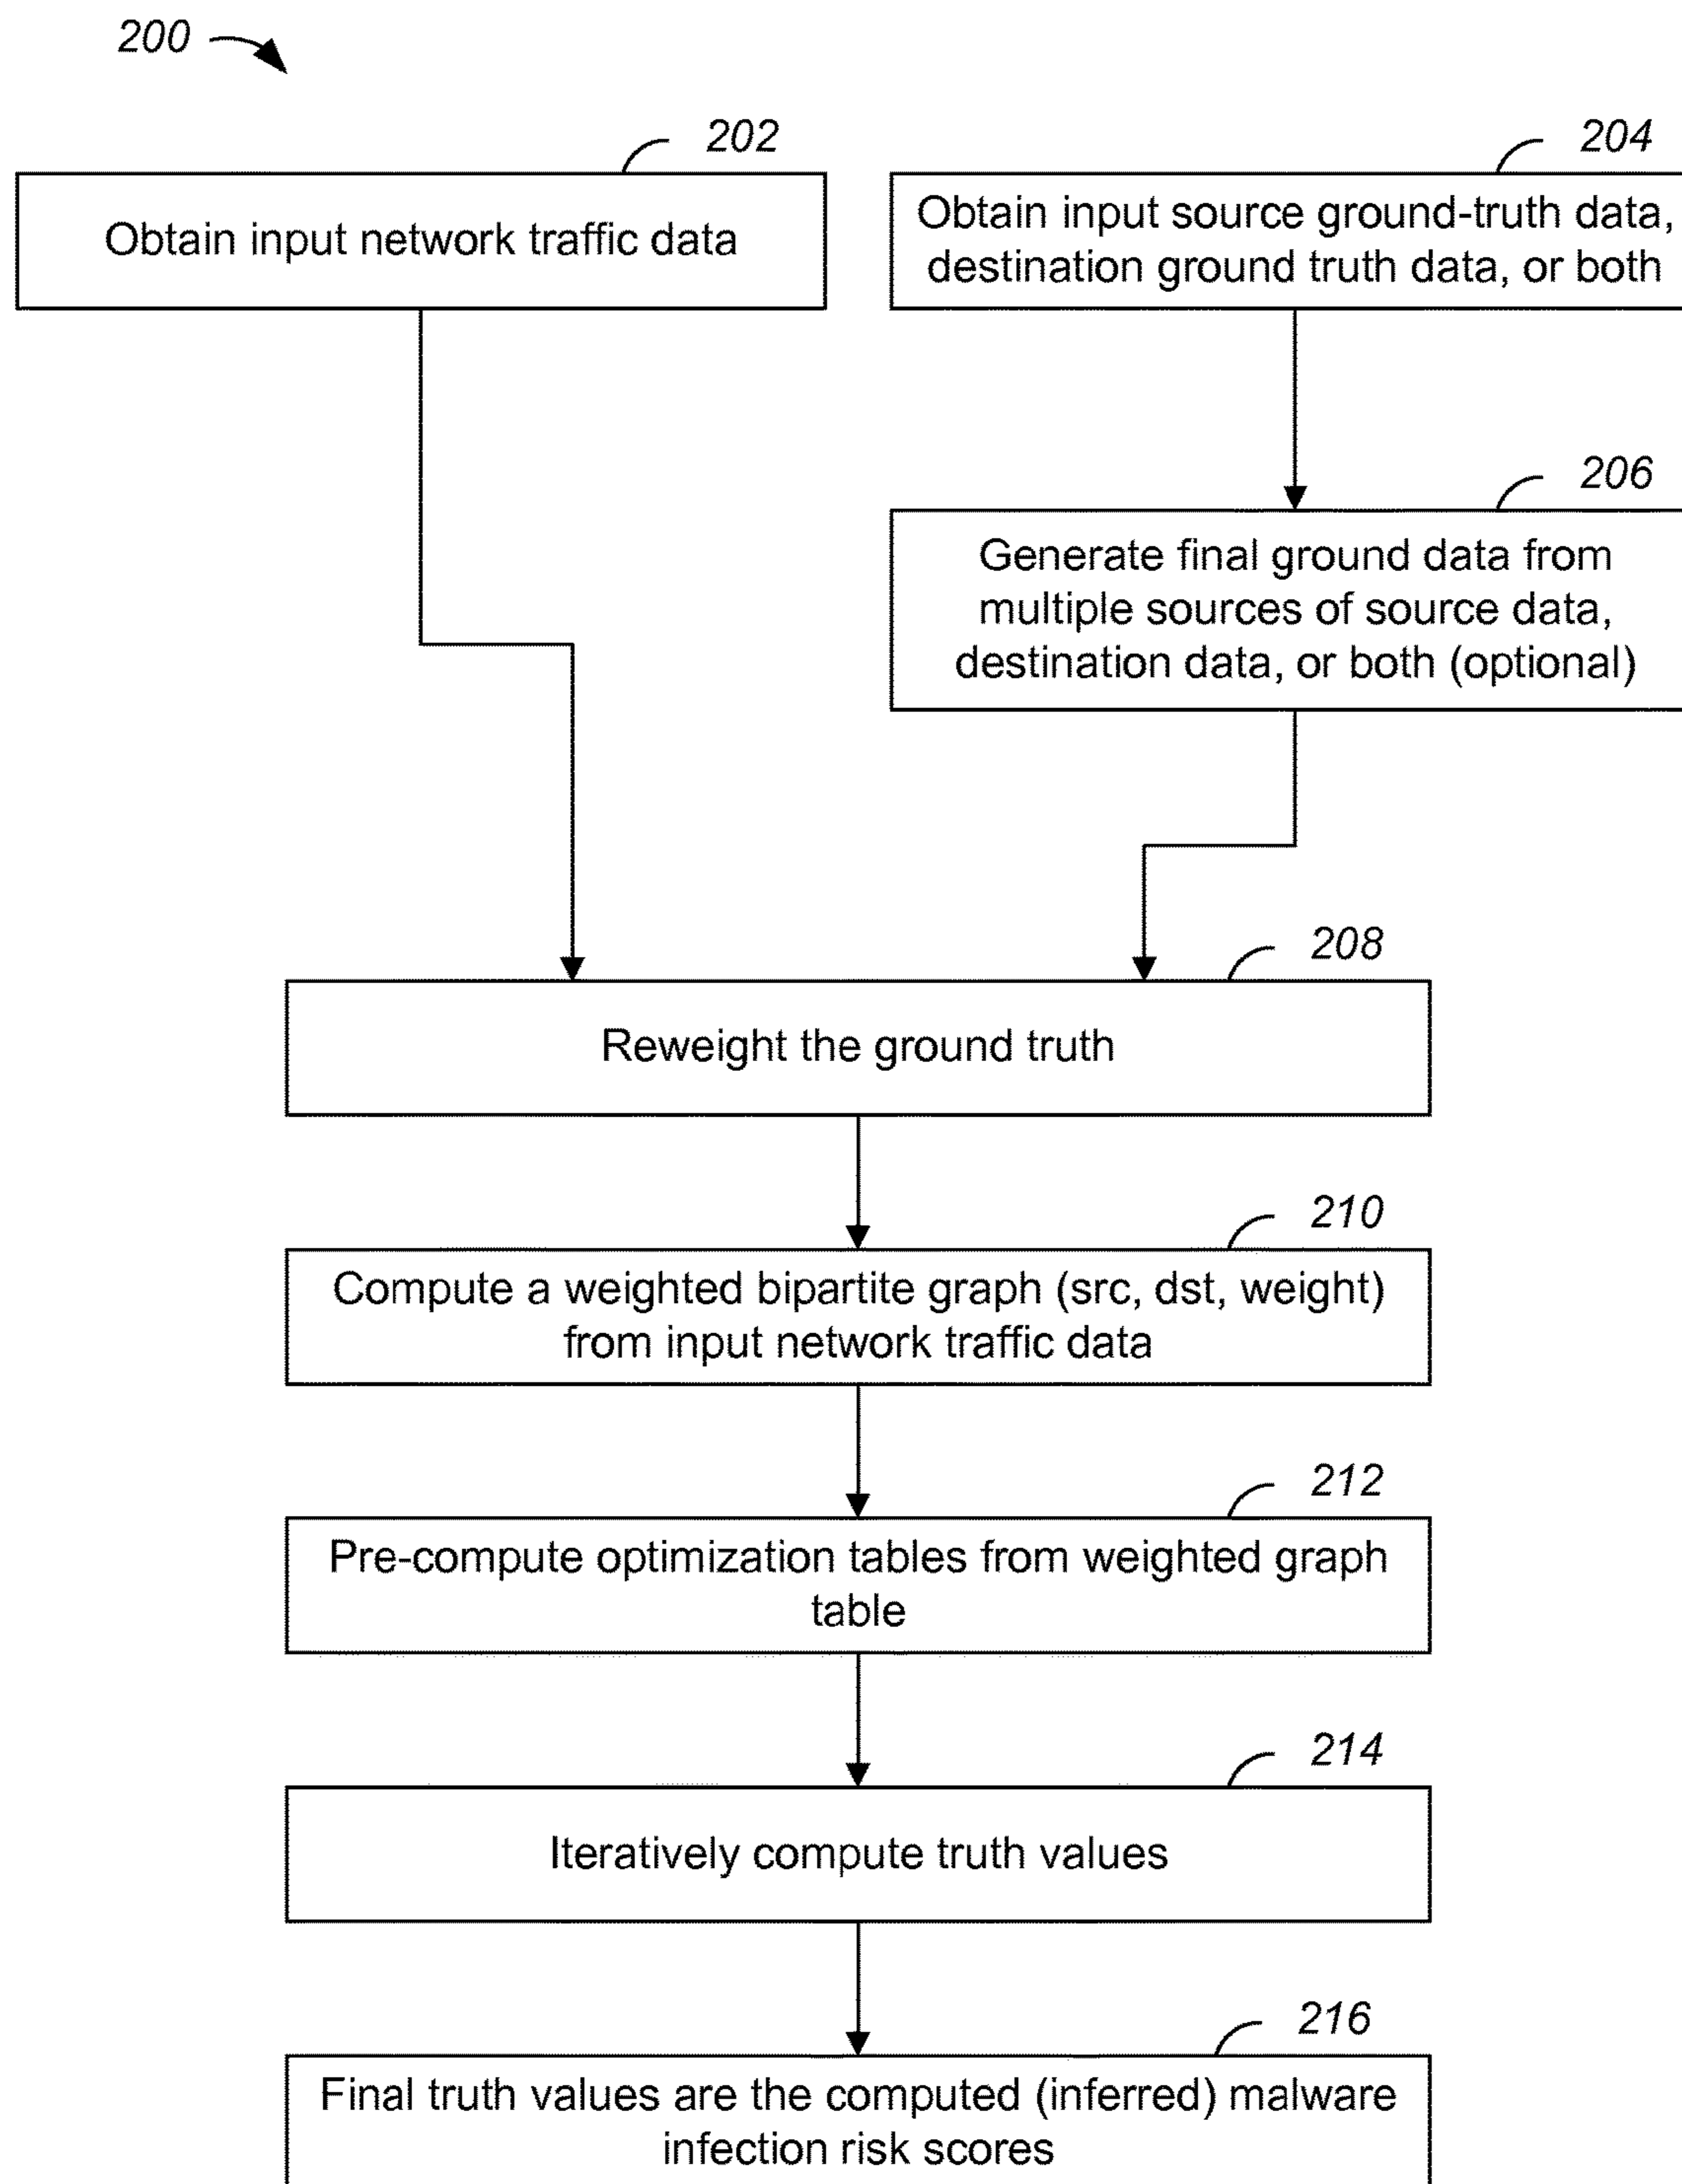 200
202
Obtain input network traffic data
204
Obtain input source ground-truth data,
destination ground truth data, or both
206
Generate final ground data from
multiple sources of source data,
destination data, or both (optional)
208
Reweight the ground truth
210
Compute a weighted bipartite graph (src, dst, weight)
from input network traffic data
212
Pre-compute optimization tables from weighted graph
table
214
Iteratively compute truth values
216
Final truth values are the computed (inferred) malware
infection risk scores